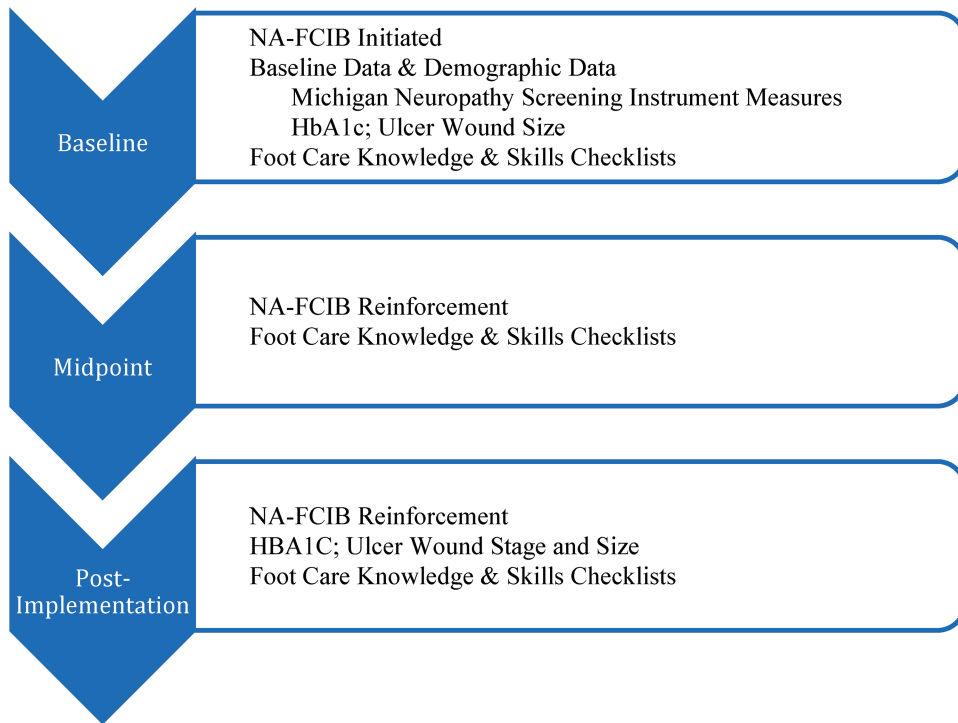 Baseline
NA-FCIB Initiated
Baseline Data & Demographic Data
Michigan Neuropathy Screening Instrument Measures
HbA1c; Ulcer Wound Size
Foot Care Knowledge & Skills Checklists
Midpoint
NA-FCIB Reinforcement
Foot Care Knowledge & Skills Checklists
Post-
Implementation
NA-FCIB Reinforcement
HBA1C; Ulcer Wound Stage and Size
Foot Care Knowledge & Skills Checklists